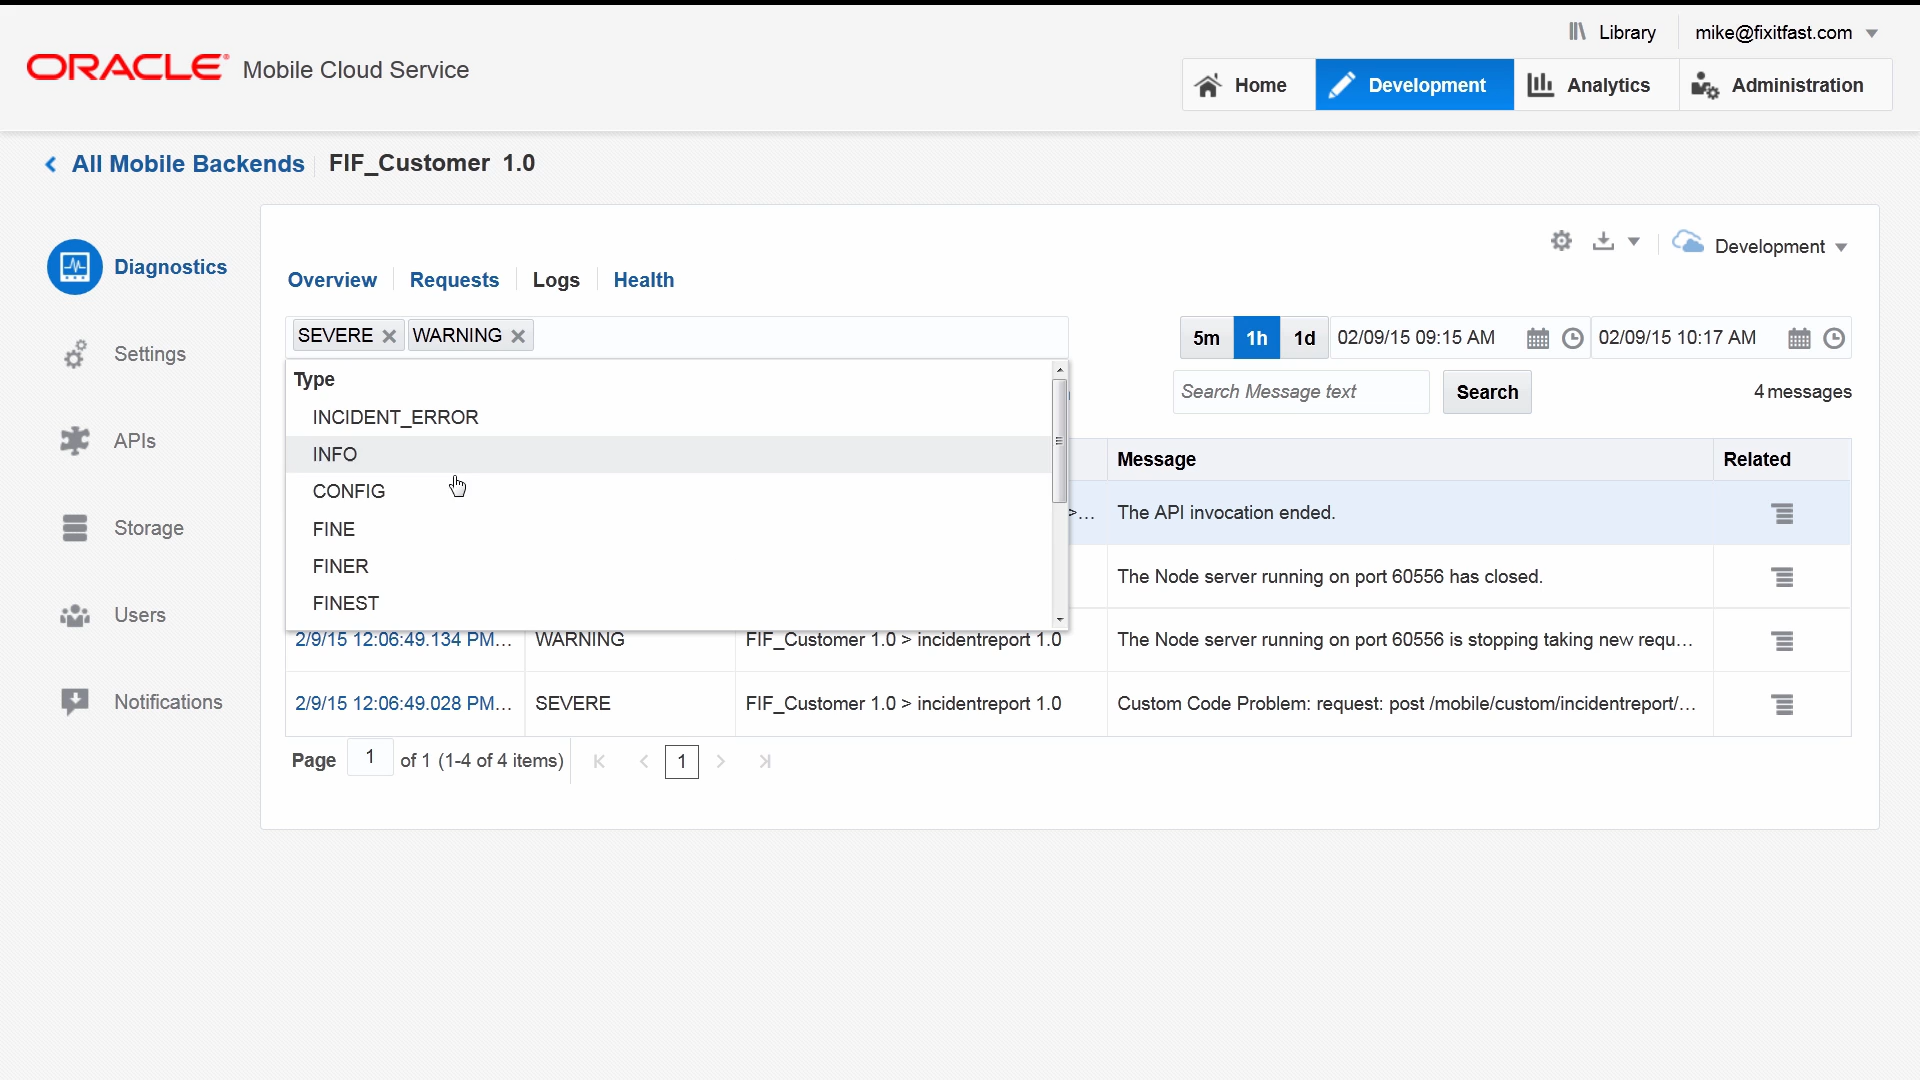 Library mike@fixitfast.com
ORACLE Mobile Cloud Service
Home Development Analytics Administration
All Mobile Backends FIF_Customer 1.0
Development
Diagnostics
Overview Requests Logs Health
SEVERE WARNING 5m 1h 1d 02/09/15 09:15 AM 02/09/15 10:17 AM
Settings
Type
Search Message text Search 4 messages
INCIDENT_ERROR
APIs
INFO Message Related
CONFIG
>... The API invocation ended.
Storage
FINE
FINER The Node server running on port 60556 has closed.
FINEST
Users
2/9/15 12:06:49.134 PM... WARNING FIF_Customer 1.0 > incidentreport 1.0 The Node server running on port 60556 is stopping taking new requ...
Notifications
2/9/15 12:06:49.028 PM... SEVERE FIF_Customer 1.0 > incidentreport 1.0 Custom Code Problem: request: post /mobile/custom/incidentreport/...
Page 1 of 1 (1-4 of 4 items) 1